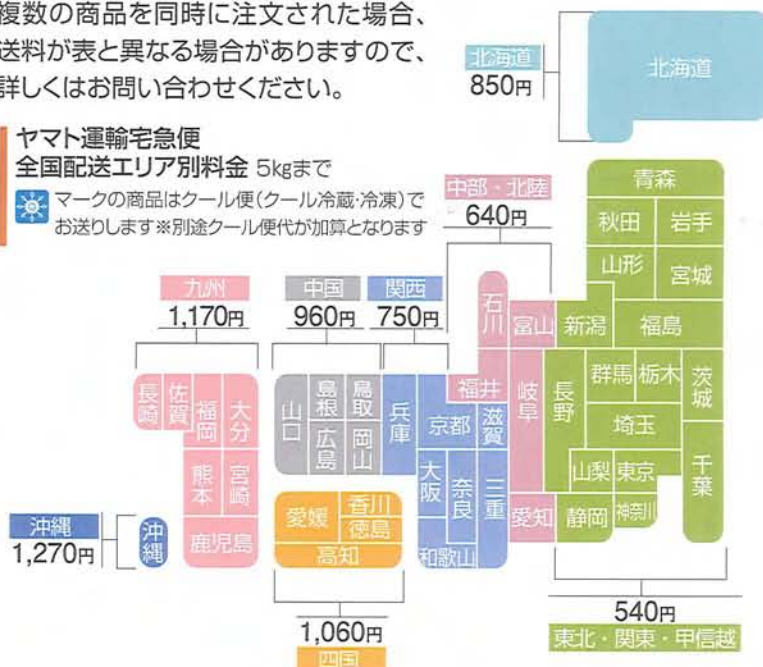 複数の商品を同時に注文された場合、
送料が表と異なる場合がありますので、
詳しくはお問い合わせください。
ヤマト運輸宅急便
全国配送エリア別料金 5kgまで
マークの商品はクール便(クール冷蔵・冷凍)で
お送りします※別途クール便代が加算となります
北海道
850円
北海道
中部・北陸
640円
青森
秋田 岩手
山形 宮城
石川 富山 新潟 福島
九州
1,170円
中国
960円
関西
750円
長崎 佐賀 福岡 大分
熊本 宮崎
鹿児島
山口 島根 鳥取
広島 岡山
兵庫 京都 滋賀 福井
大阪 奈良 三重
和歌山
岐阜 長野 群馬 栃木 茨城
埼玉
山梨 東京 千葉
愛知 静岡 神奈川
沖縄
1,270円
沖縄
愛媛 香川
徳島
高知
1,060円
四国
540円
東北・関東・甲信越